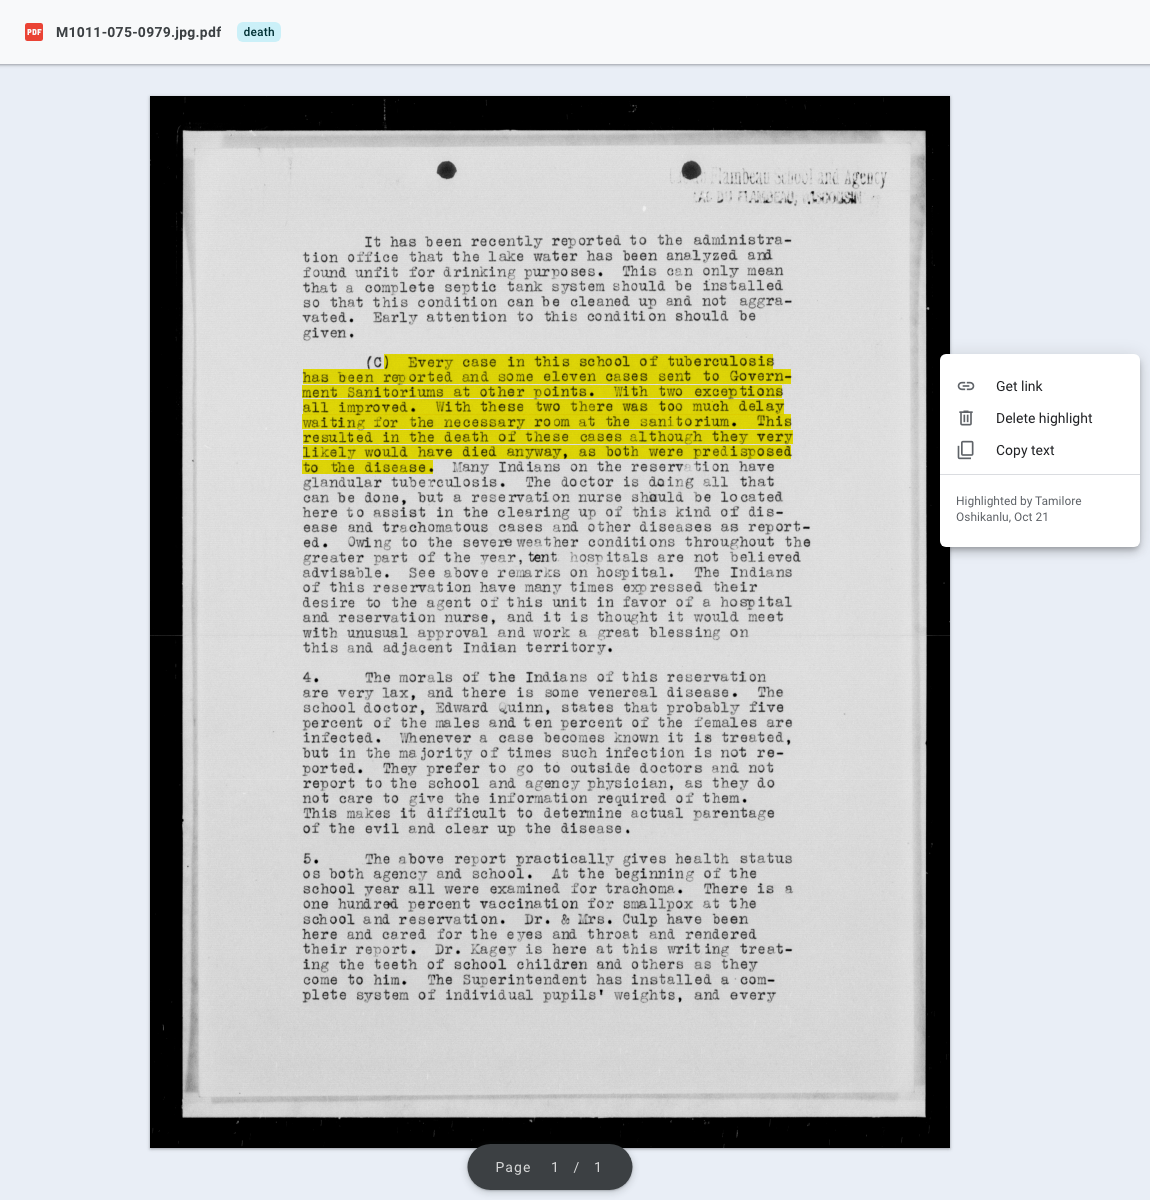 PDF M1011-075-0979.jpg.pdf death
Flambeau School and Agency
LAC DU FLAMBEAU, WISCONSIN
It has been recently reported to the administra-
tion office that the lake water has been analyzed and
found unfit for drinking purposes. This can only mean
that a complete septic tank system should be installed
so that this condition can be cleaned up and not aggra-
vated. Early attention to this condition should be
given.
(C) Every case in this school of tuberculosis
has been reported and some eleven cases sent to Govern-
ment Sanitoriums at other points. With two exceptions
all improved. With these two there was too much delay
waiting for the necessary room at the sanitorium. This
resulted in the death of these cases although they very
likely would have died anyway, as both were predisposed
to the disease. Many Indians on the reservation have
glandular tuberculosis. The doctor is doing all that
can be done, but a reservation nurse should be located
here to assist in the clearing up of this kind of dis-
ease and trachomatous cases and other diseases as report-
ed. Owing to the severe weather conditions throughout the
greater part of the year, tent hospitals are not believed
advisable. See above remarks on hospital. The Indians
of this reservation have many times expressed their
desire to the agent of this unit in favor of a hospital
and reservation nurse, and it is thought it would meet
with unusual approval and work a great blessing on
this and adjacent Indian territory.
4. The morals of the Indians of this reservation
are very lax, and there is some venereal disease. The
school doctor, Edward Quinn, states that probably five
percent of the males and ten percent of the females are
infected. Whenever a case becomes known it is treated,
but in the majority of times such infection is not re-
ported. They prefer to go to outside doctors and not
report to the school and agency physician, as they do
not care to give the information required of them.
This makes it difficult to determine actual parentage
of the evil and clear up the disease.
5. The above report practically gives health status
os both agency and school. At the beginning of the
school year all were examined for trachoma. There is a
one hundred percent vaccination for smallpox at the
school and reservation. Dr. & Mrs. Culp have been
here and cared for the eyes and throat and rendered
their report. Dr. Kagey is here at this writing treat-
ing the teeth of school children and others as they
come to him. The Superintendent has installed a com-
plete system of individual pupils' weights, and every
Get link
Delete highlight
Copy text
Highlighted by Tamilore
Oshikanlu, Oct 21
Page 1 / 1